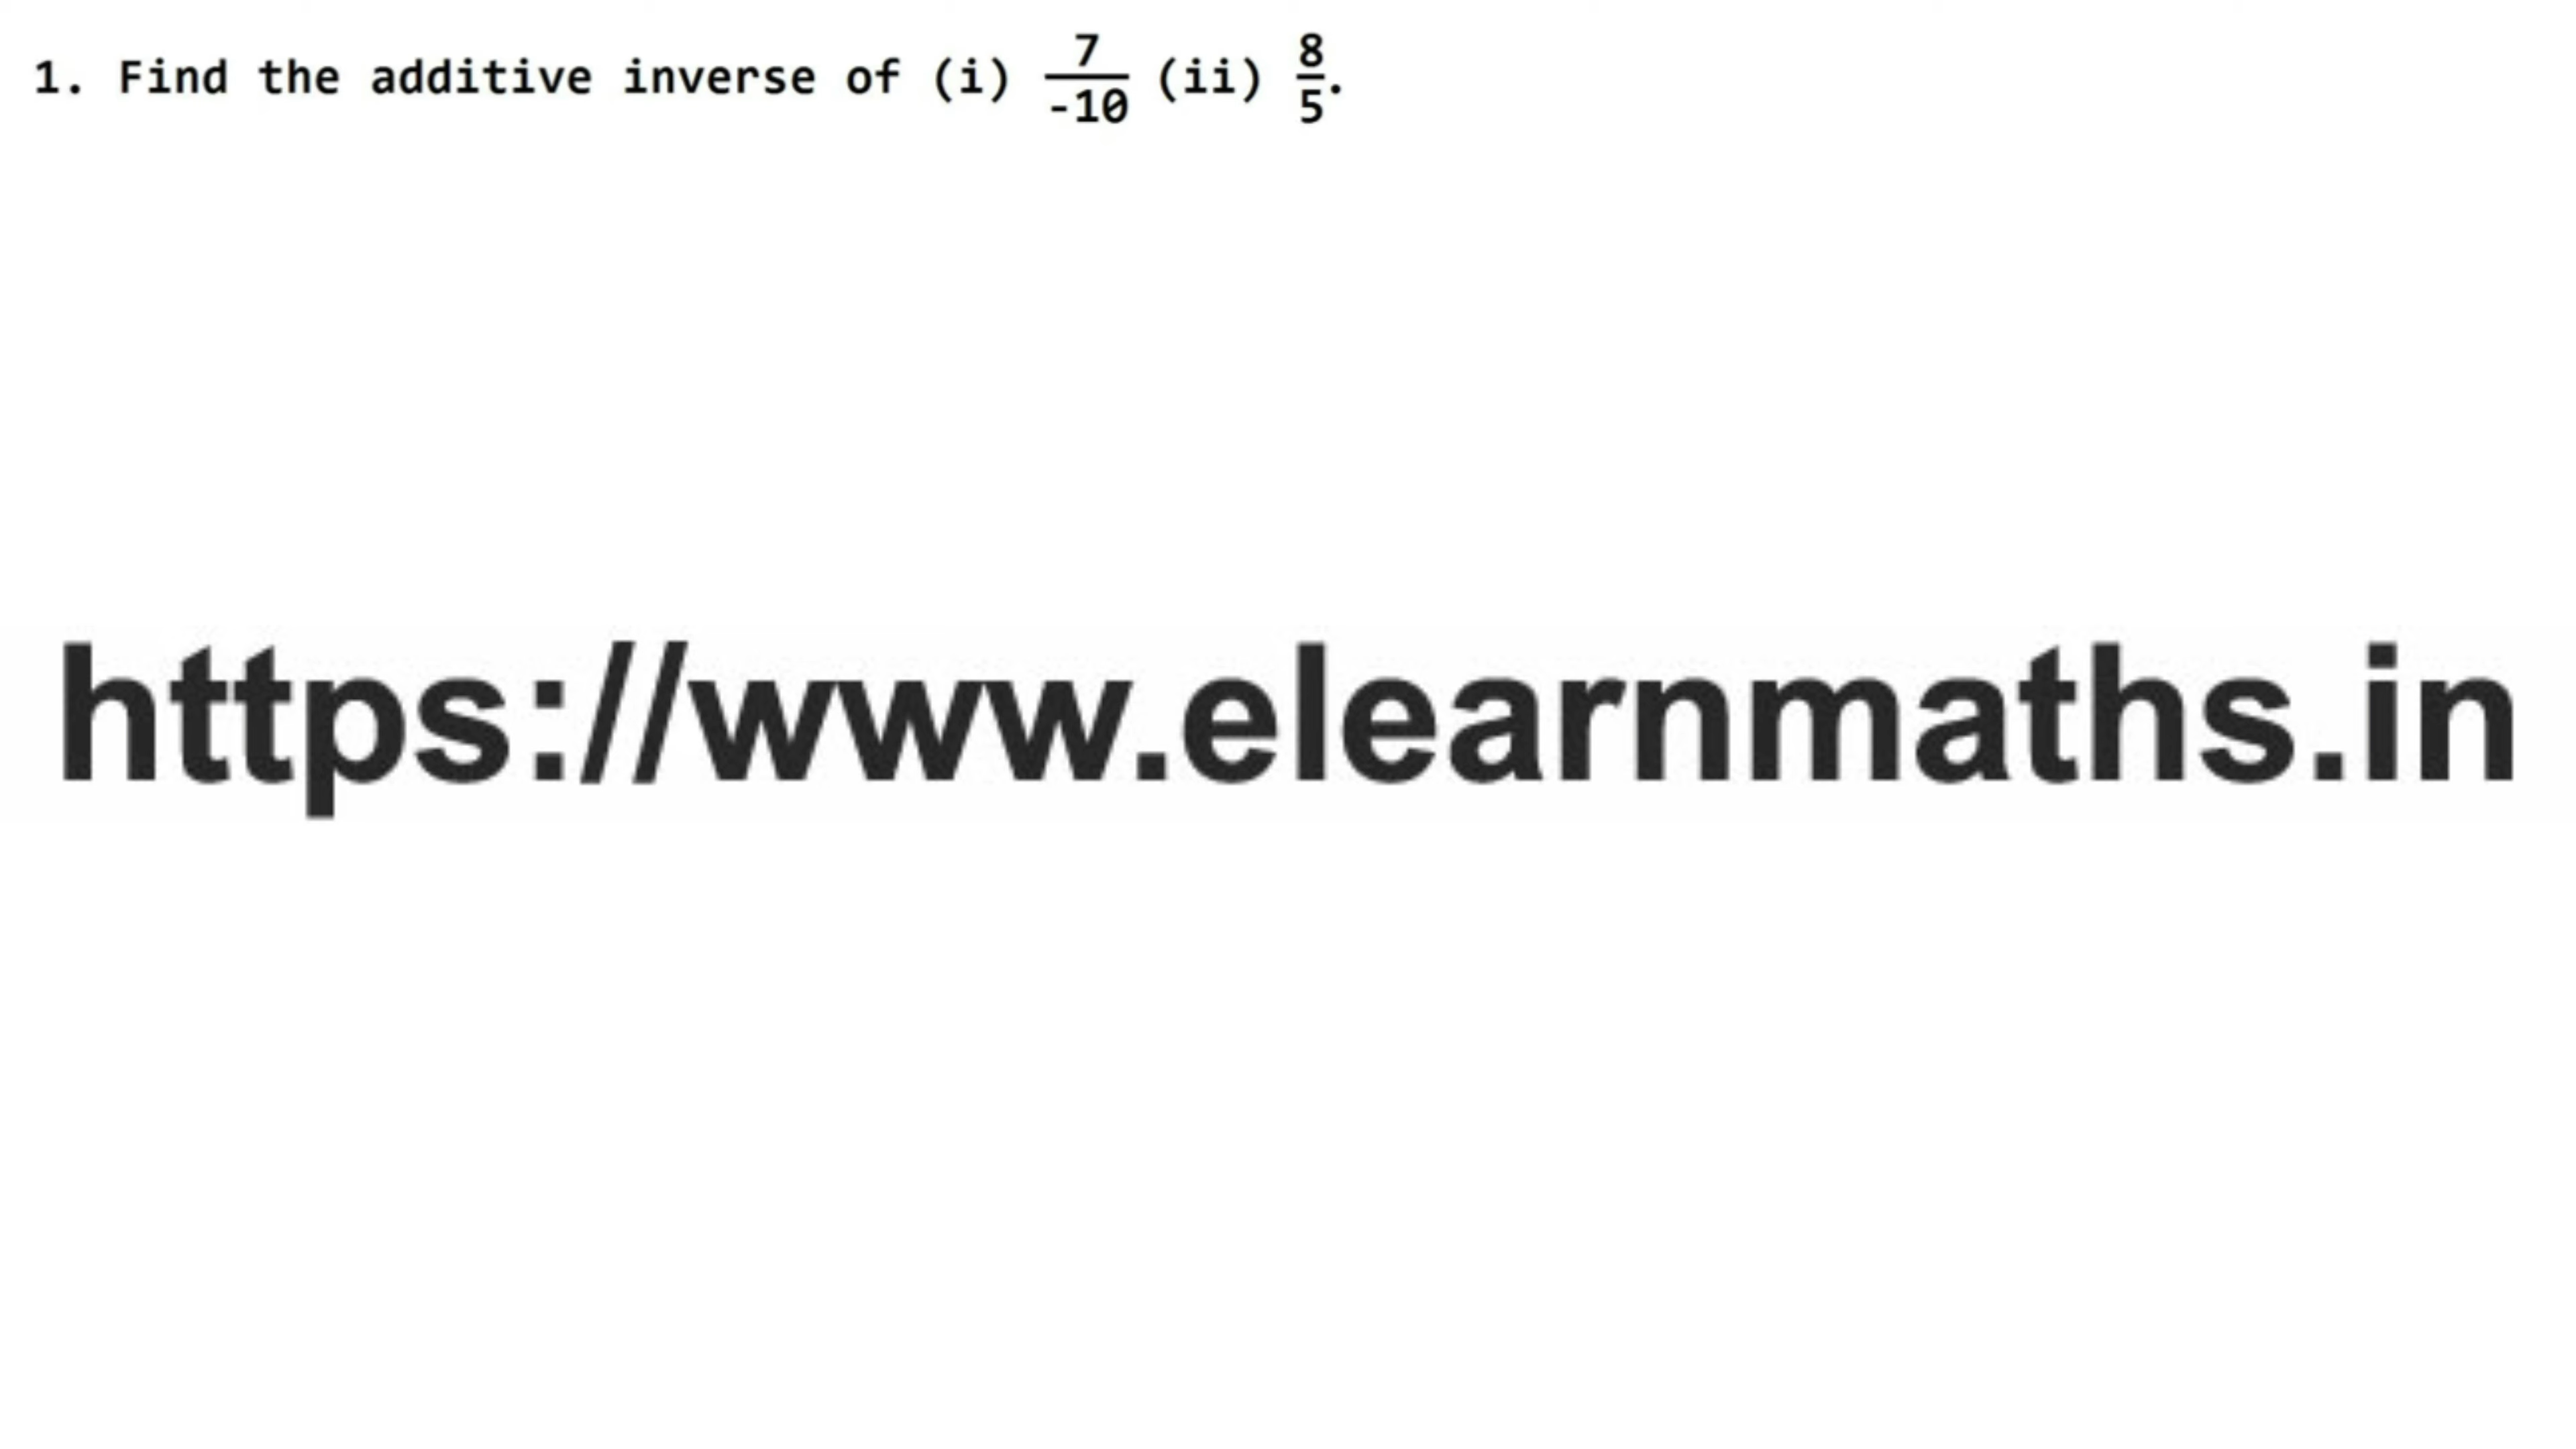 1. Find the additive inverse of (i) 7/-10 (ii) 8/5.
https://www.elearnmaths.in